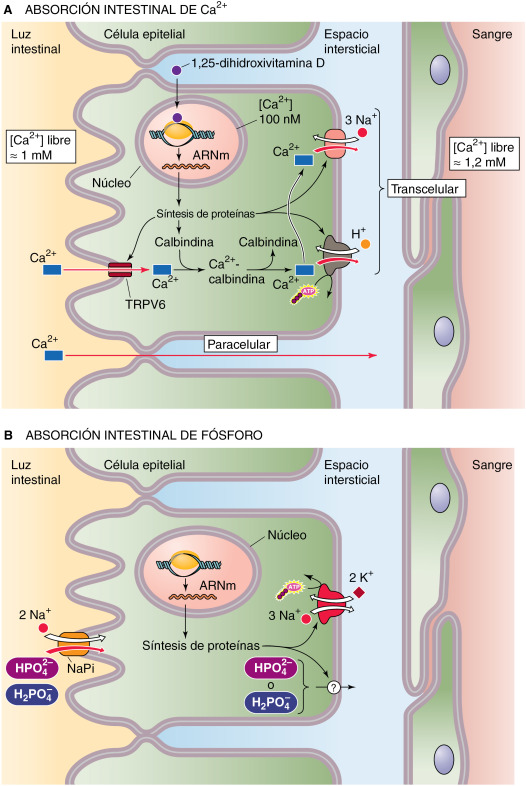 A ABSORCIÓN INTESTINAL DE Ca²⁺
Luz
intestinal
Célula epitelial
Espacio
intersticial
Sangre
1,25-dihidroxivitamina D
[Ca²⁺]
100 nM
3 Na⁺
[Ca²⁺] libre
≈ 1 mM
ARNm
Ca²⁺
[Ca²⁺] libre
≈ 1,2 mM
Núcleo
Transcelular
Síntesis de proteínas
H⁺
Calbindina
Calbindina
Ca²⁺
Ca²⁺
Ca²⁺-
calbindina
Ca²⁺
TRPV6
ATP
Ca²⁺
Paracelular
B ABSORCIÓN INTESTINAL DE FÓSFORO
Luz
intestinal
Célula epitelial
Espacio
intersticial
Sangre
Núcleo
ARNm
ATP
2 K⁺
2 Na⁺
3 Na⁺
Síntesis de proteínas
NaPi
HPO₄²⁻
H₂PO₄⁻
HPO₄²⁻
o
H₂PO₄⁻
?